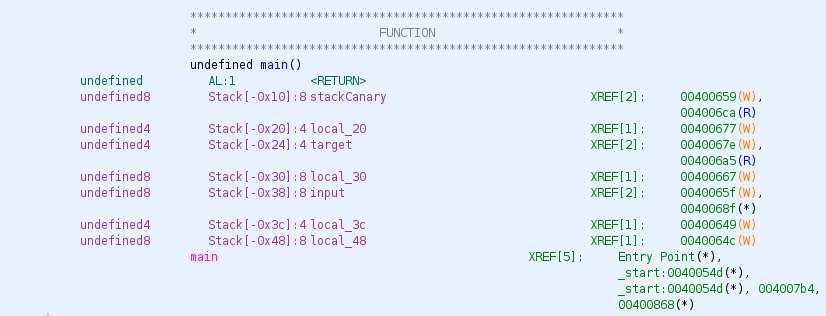 *************************************************************
* FUNCTION *
*************************************************************
undefined main()
undefined AL:1 <RETURN>
undefined8 Stack[-0x10]:8 stackCanary XREF[2]: 00400659(W),
004006ca(R)
undefined4 Stack[-0x20]:4 local_20 XREF[1]: 00400677(W)
undefined4 Stack[-0x24]:4 target XREF[2]: 0040067e(W),
004006a5(R)
undefined8 Stack[-0x30]:8 local_30 XREF[1]: 00400667(W)
undefined8 Stack[-0x38]:8 input XREF[2]: 0040065f(W),
0040068f(*)
undefined4 Stack[-0x3c]:4 local_3c XREF[1]: 00400649(W)
undefined8 Stack[-0x48]:8 local_48 XREF[1]: 0040064c(W)
main XREF[5]: Entry Point(*),
_start:0040054d(*),
_start:0040054d(*), 004007b4,
00400868(*)